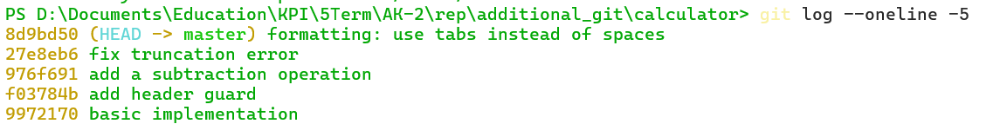 PS D:\Documents\Education\KPI\5Term\AK-2\rep\additional_git\calculator> git log --oneline -5
8d9bd50 (HEAD -> master) formatting: use tabs instead of spaces
27e8eb6 fix truncation error
976f691 add a subtraction operation
f03784b add header guard
9972170 basic implementation